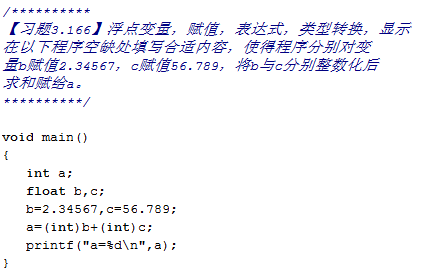 /**********
【习题3.166】浮点变量，赋值，表达式，类型转换，显示
在以下程序空缺处填写合适内容，使得程序分别对变
量b赋值2.34567，c赋值56.789，将b与c分别整数化后
求和赋给a。
**********/
void main()
{
int a;
float b,c;
b=2.34567,c=56.789;
a=(int)b+(int)c;
printf("a=%d\n",a);
}